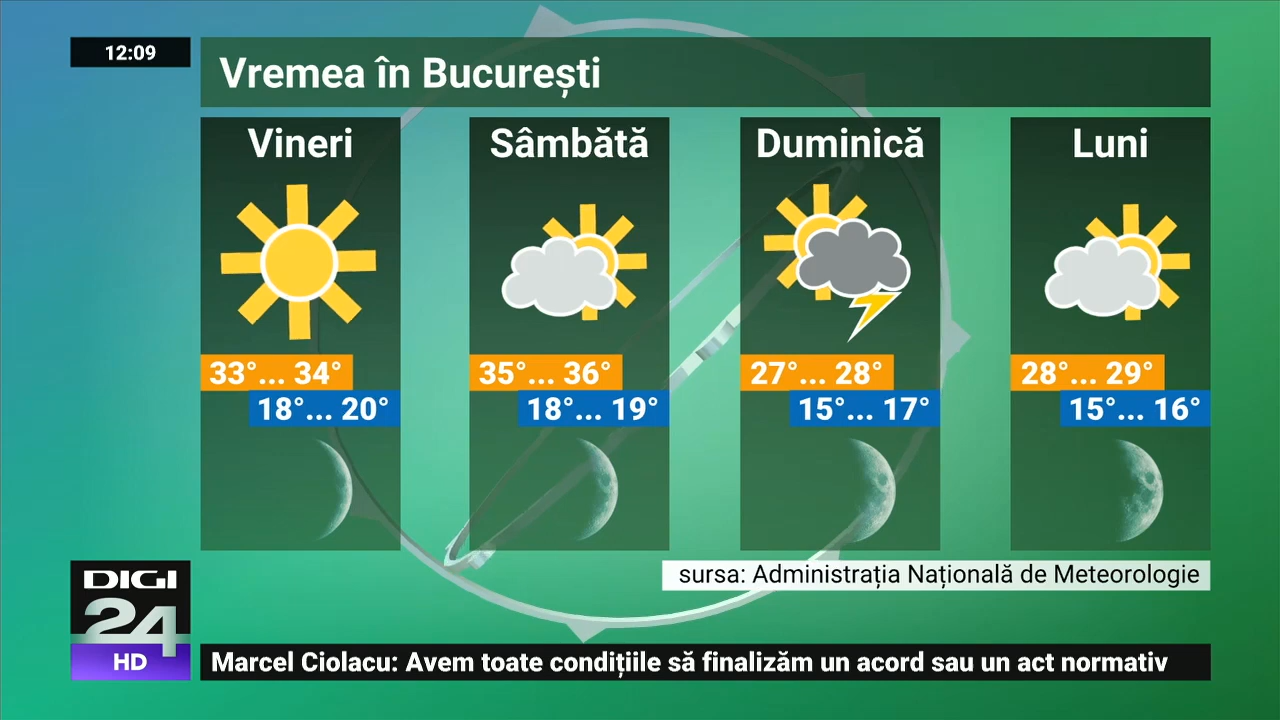 12:09
Vremea în București
Vineri
33°... 34°
18°... 20°
Sâmbătă
35°... 36°
18°... 19°
Duminică
27°... 28°
15°... 17°
Luni
28°... 29°
15°... 16°
sursa: Administrația Națională de Meteorologie
DIGI
24
HD
Marcel Ciolacu: Avem toate condițiile să finalizăm un acord sau un act normativ